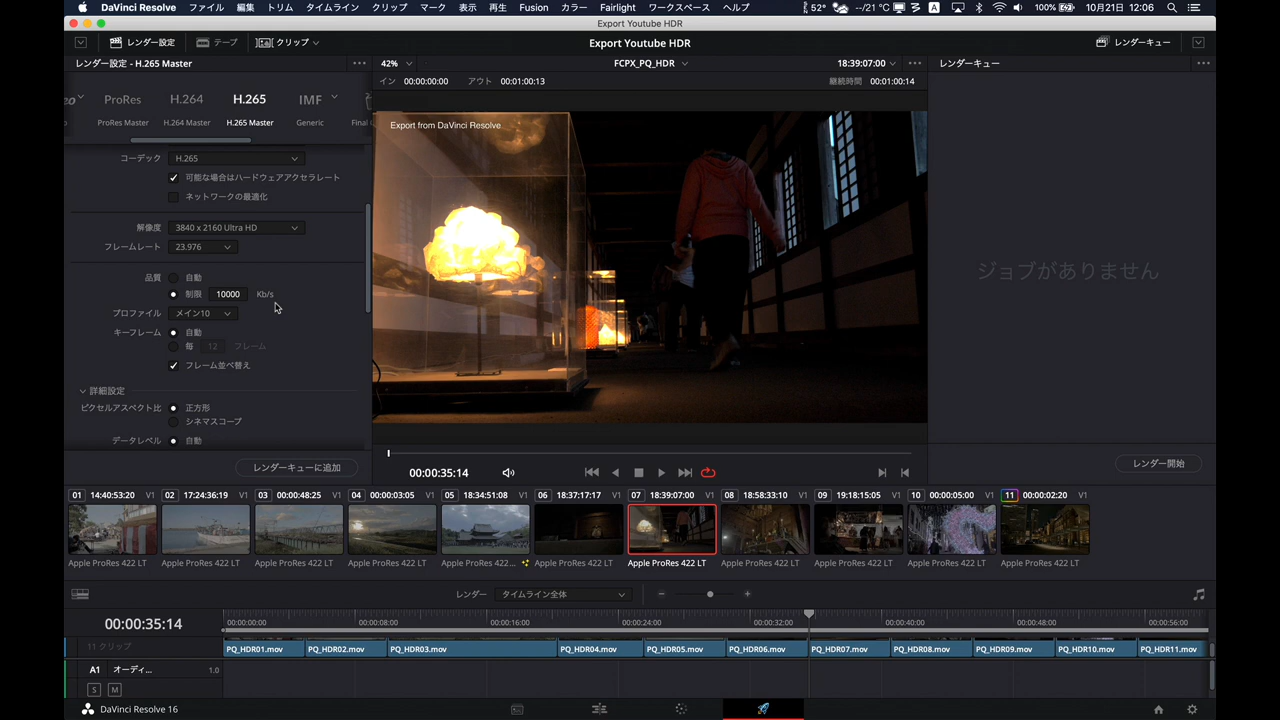 DaVinci Resolve ファイル 編集 トリム タイムライン クリップ マーク 表示 再生 Fusion カラー Fairlight ワークスペース ヘルプ 52° --/21 °C A 100% 10月21日 12:06
Export Youtube HDR
レンダー設定 テープ クリップ Export Youtube HDR レンダーキュー
レンダー設定 - H.265 Master 42% FCPX_PQ_HDR 18:39:07:00 レンダーキュー
イン 00:00:00:00 アウト 00:01:00:13 継続時間 00:01:00:14
ProRes H.264 H.265 IMF
ProRes Master H.264 Master H.265 Master Generic Final
Export from DaVinci Resolve
コーデック H.265
可能な場合はハードウェアアクセラレート
ネットワークの最適化
解像度 3840 x 2160 Ultra HD
フレームレート 23.976
品質 自動
制限 10000 Kb/s
プロファイル メイン10
キーフレーム 自動
毎 12 フレーム
フレーム並べ替え
詳細設定
ピクセルアスペクト比 正方形
シネマスコープ
データレベル 自動
ジョブがありません
レンダーキューに追加 00:00:35:14 レンダー開始
01 14:40:53:20 V1 02 17:24:36:19 V1 03 00:00:48:25 V1 04 00:00:03:05 V1 05 18:34:51:08 V1 06 18:37:17:17 V1 07 18:39:07:00 V1 08 18:58:33:10 V1 09 19:18:15:05 V1 10 00:00:05:00 V1 11 00:00:02:20 V1
Apple ProRes 422 LT Apple ProRes 422 LT Apple ProRes 422 LT Apple ProRes 422 LT Apple ProRes 422... Apple ProRes 422 LT Apple ProRes 422 LT Apple ProRes 422 LT Apple ProRes 422 LT Apple ProRes 422 LT Apple ProRes 422 LT
レンダー タイムライン全体
00:00:35:14 00:00:00:00 00:00:08:00 00:00:16:00 00:00:24:00 00:00:32:00 00:00:40:00 00:00:48:00 00:00:56:00
11 クリップ PQ_HDR01.mov PQ_HDR02.mov PQ_HDR03.mov PQ_HDR04.mov PQ_HDR05.mov PQ_HDR06.mov PQ_HDR07.mov PQ_HDR08.mov PQ_HDR09.mov PQ_HDR10.mov PQ_HDR11.mov
A1 オーディ... 1.0
S M
DaVinci Resolve 16